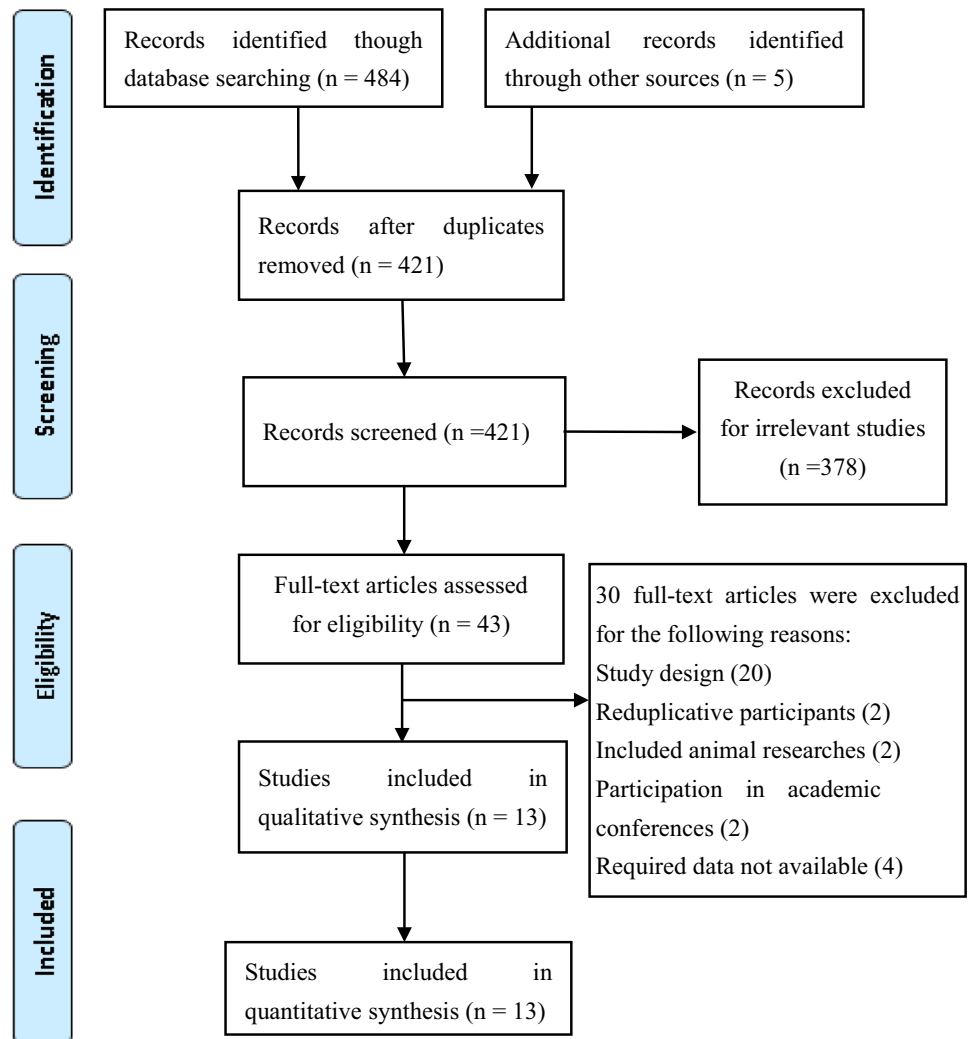 Identification
Records identified though
database searching (n = 484)
Additional records identified
through other sources (n = 5)
Records after duplicates
removed (n = 421)
Screening
Records screened (n =421)
Records excluded
for irrelevant studies
(n =378)
Eligibility
Full-text articles assessed
for eligibility (n = 43)
30 full-text articles were excluded
for the following reasons:
Study design (20)
Reduplicative participants (2)
Included animal researches (2)
Participation in academic
conferences (2)
Required data not available (4)
Studies included in
qualitative synthesis (n = 13)
Included
Studies included in
quantitative synthesis (n = 13)